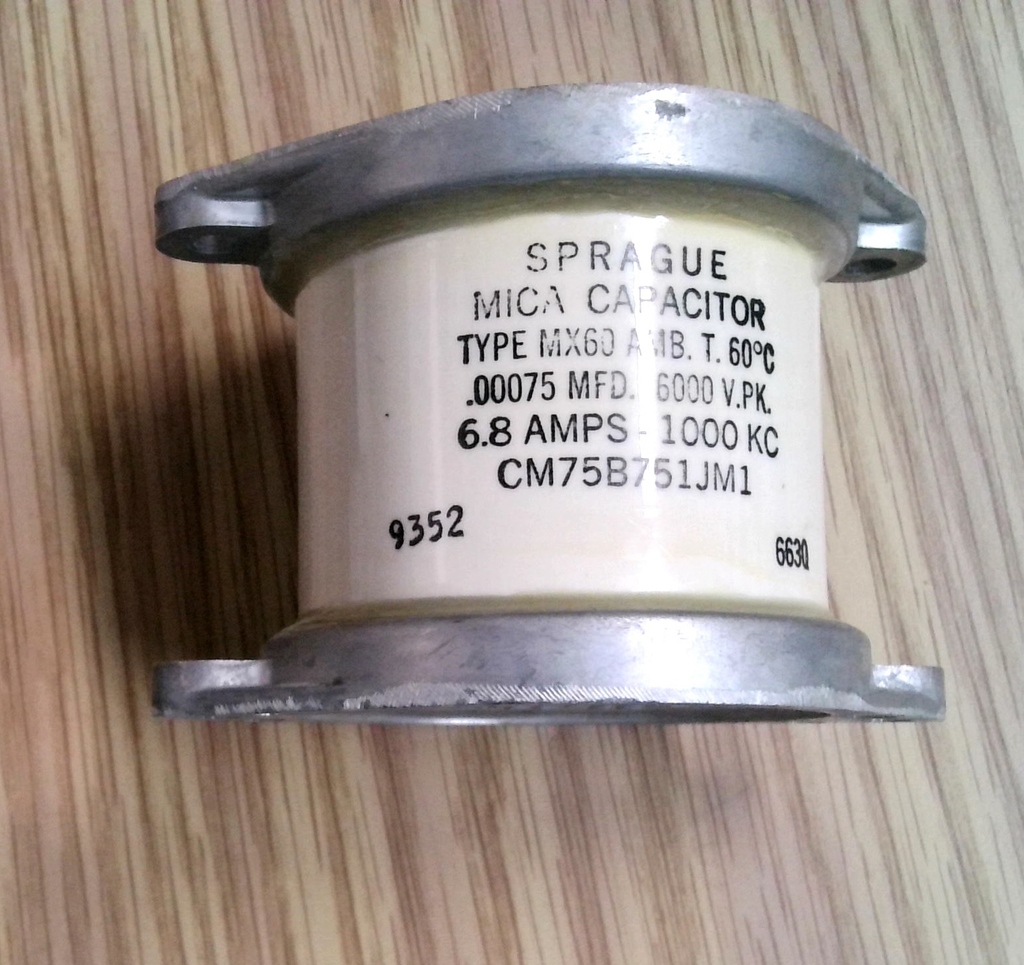 SPRAGUE
MICA CAPACITOR
TYPE MX60 AMB. T. 60°C
.00075 MFD. 6000 V.PK.
6.8 AMPS - 1000 KC
CM75B751JM1
9352
6630